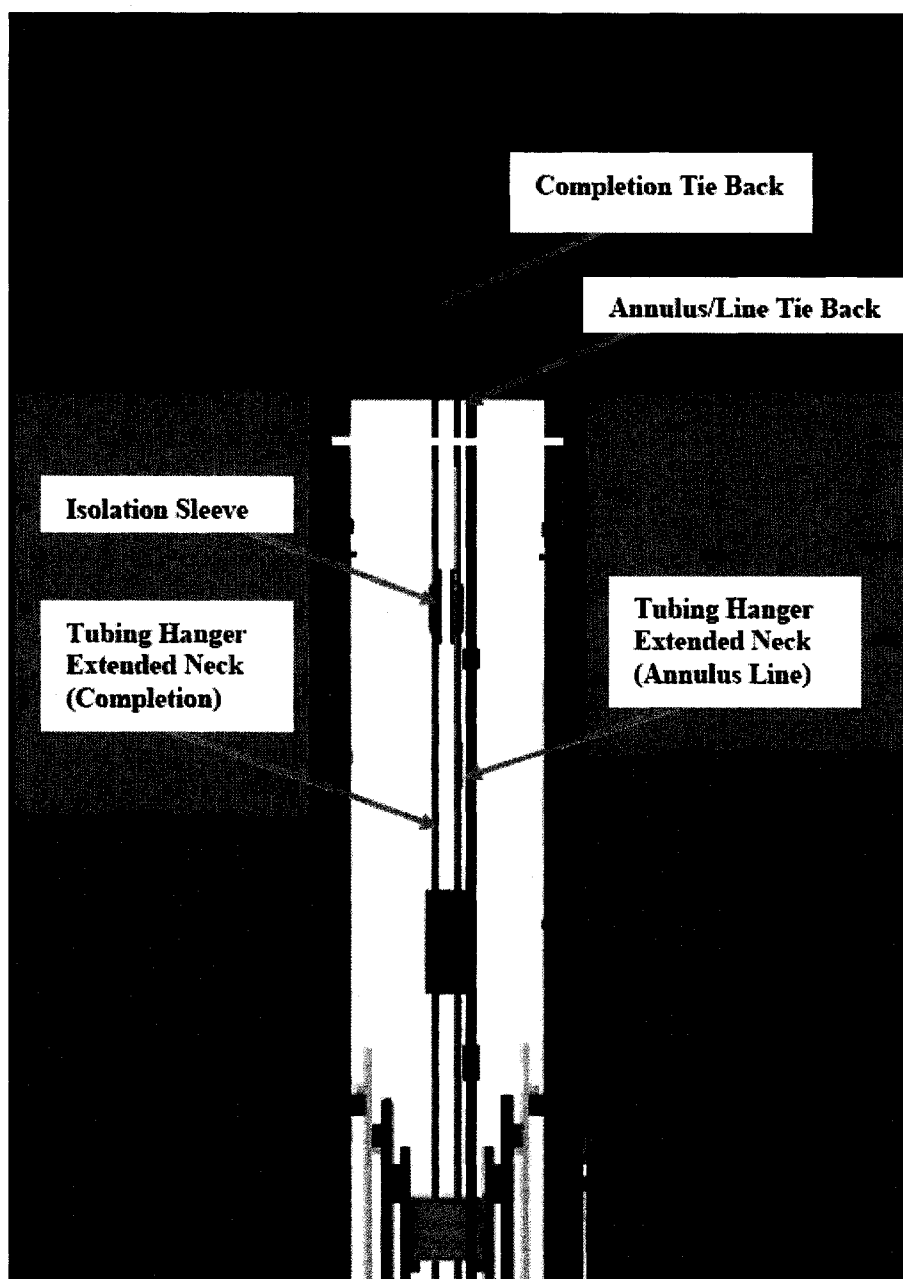 Completion Tie Back
Annulus/Line Tie Back
Isolation Sleeve
Tubing Hanger
Extended Neck
(Completion)
Tubing Hanger
Extended Neck
(Annulus Line)